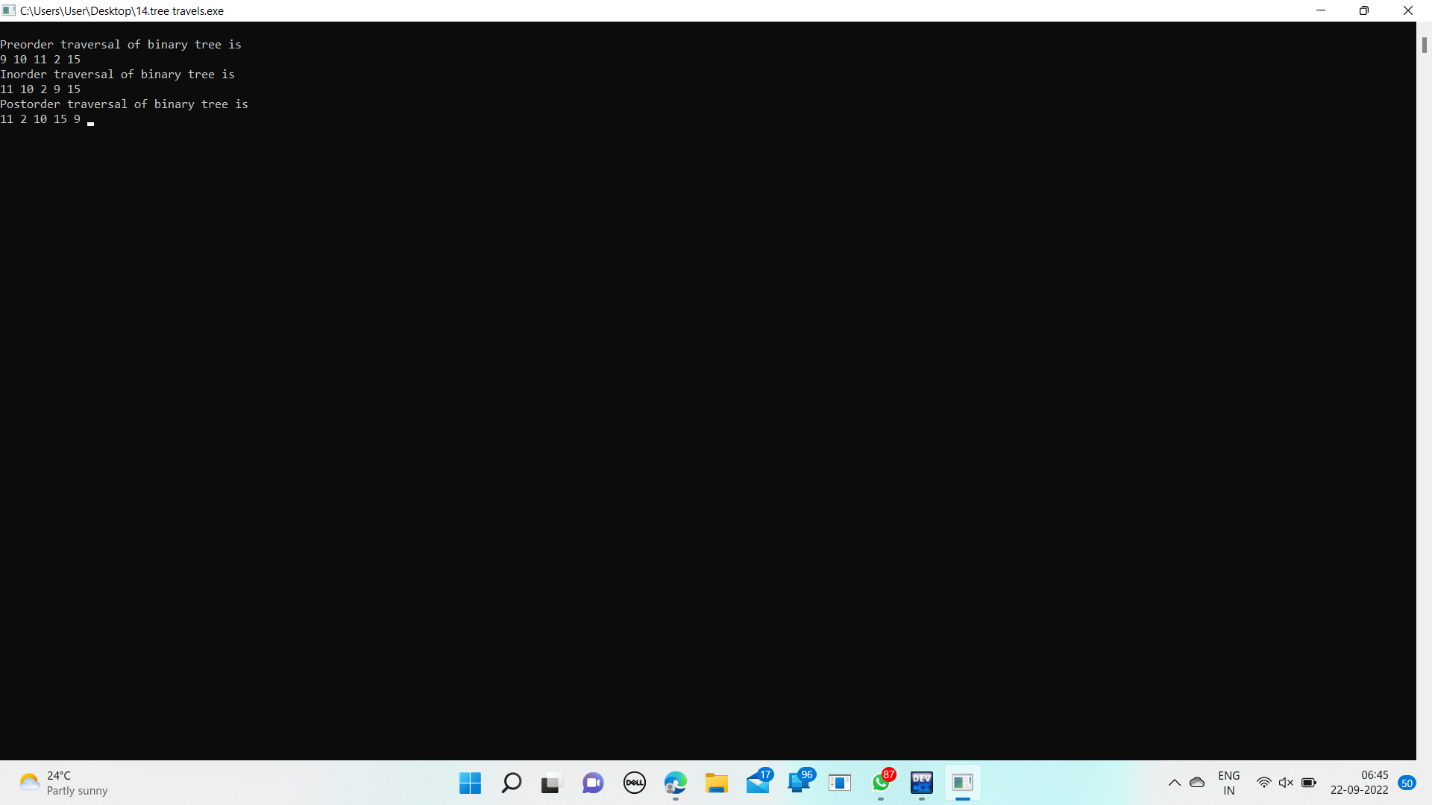 C:\Users\User\Desktop\14.tree travels.exe
Preorder traversal of binary tree is
9 10 11 2 15
Inorder traversal of binary tree is
11 10 2 9 15
Postorder traversal of binary tree is
11 2 10 15 9
24°C
Partly sunny
DELL
17
96
87
DEV
ENG
IN
06:45
22-09-2022
50